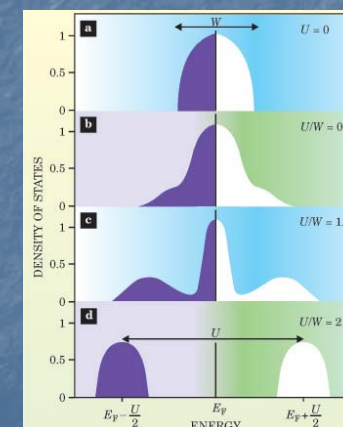 a
W
U = 0
1
0.5
0
b
U/W = 0
1
0.5
0
c
U/W = 1.
1
0.5
0
d
U/W = 2
U
1
0.5
0
DENSITY OF STATES
E_F − U/2
E_F
E_F + U/2
ENERGY